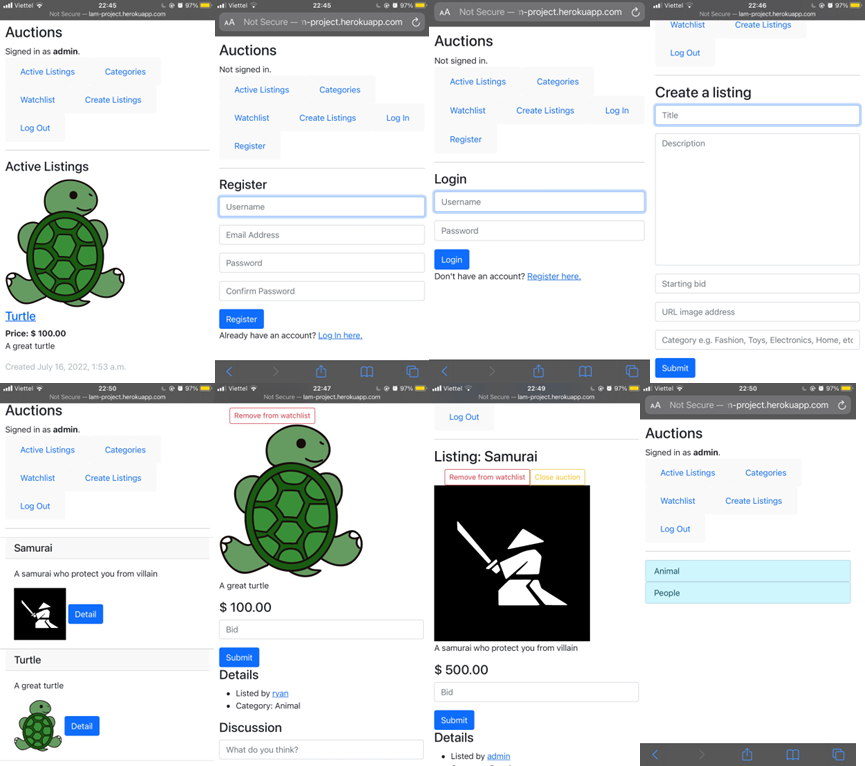 Viettel 22:45 97%
Not Secure — lam-project.herokuapp.com
Auctions
Signed in as admin.
Active Listings Categories
Watchlist Create Listings
Log Out
Active Listings
Turtle
Price: $ 100.00
A great turtle
Created July 16, 2022, 1:53 a.m.
Viettel 22:45 97%
AA Not Secure — n-project.herokuapp.com
Auctions
Not signed in.
Active Listings Categories
Watchlist Create Listings Log In
Register
Register
Username
Email Address
Password
Confirm Password
Register
Already have an account? Log In here.
AA Not Secure — n-project.herokuapp.com
Auctions
Not signed in.
Active Listings Categories
Watchlist Create Listings Log In
Register
Login
Username
Password
Login
Don't have an account? Register here.
Viettel 22:46 97%
Not Secure — lam-project.herokuapp.com
Watchlist Create Listings
Log Out
Create a listing
Title
Description
Starting bid
URL image address
Category e.g. Fashion, Toys, Electronics, Home, etc
Submit
Viettel 22:50 97%
Not Secure — lam-project.herokuapp.com
Auctions
Signed in as admin.
Active Listings Categories
Watchlist Create Listings
Log Out
Samurai
A samurai who protect you from villain
Detail
Turtle
A great turtle
Detail
Viettel 22:47 97%
Not Secure — lam-project.herokuapp.com
Remove from watchlist
A great turtle
$ 100.00
Bid
Submit
Details
Listed by ryan
Category: Animal
Discussion
What do you think?
Viettel 22:49 97%
Not Secure — lam-project.herokuapp.com
Log Out
Listing: Samurai
Remove from watchlist Close auction
A samurai who protect you from villain
$ 500.00
Bid
Submit
Details
Listed by admin
Viettel 22:50 97%
AA Not Secure — n-project.herokuapp.com
Auctions
Signed in as admin.
Active Listings Categories
Watchlist Create Listings
Log Out
Animal
People